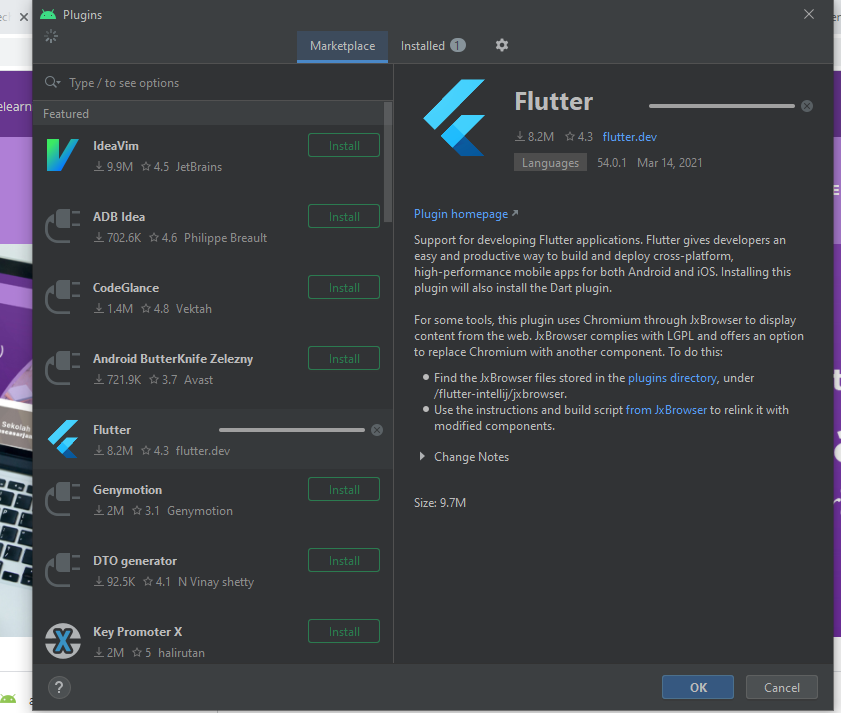 Plugins
Marketplace
Installed 1
Type / to see options
Featured
IdeaVim
Install
9.9M 4.5 JetBrains
ADB Idea
Install
702.6K 4.6 Philippe Breault
CodeGlance
Install
1.4M 4.8 Vektah
Android ButterKnife Zelezny
Install
721.9K 3.7 Avast
Flutter
8.2M 4.3 flutter.dev
Genymotion
Install
2M 3.1 Genymotion
DTO generator
Install
92.5K 4.1 N Vinay shetty
Key Promoter X
Install
2M 5 halirutan
Flutter
8.2M 4.3 flutter.dev
Languages 54.0.1 Mar 14, 2021
Plugin homepage
Support for developing Flutter applications. Flutter gives developers an
easy and productive way to build and deploy cross-platform,
high-performance mobile apps for both Android and iOS. Installing this
plugin will also install the Dart plugin.
For some tools, this plugin uses Chromium through JxBrowser to display
content from the web. JxBrowser complies with LGPL and offers an option
to replace Chromium with another component. To do this:
Find the JxBrowser files stored in the plugins directory, under
/flutter-intellij/jxbrowser.
Use the instructions and build script from JxBrowser to relink it with
modified components.
Change Notes
Size: 9.7M
?
OK
Cancel
elearn
Sekolah